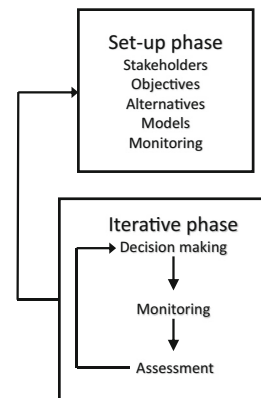 Set-up phase
Stakeholders
Objectives
Alternatives
Models
Monitoring
Iterative phase
Decision making
Monitoring
Assessment